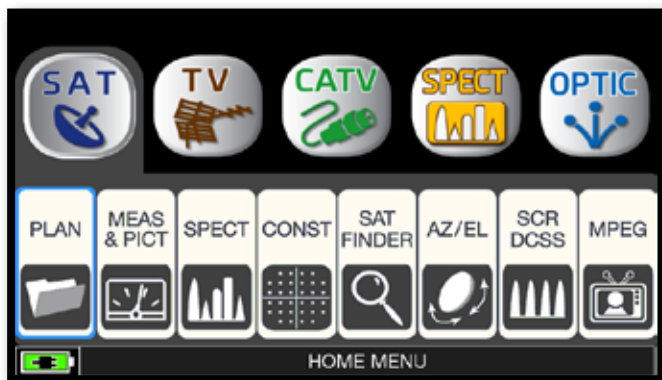 SAT
TV
CATV
SPECT
OPTIC
PLAN
MEAS
& PICT
SPECT
CONST
SAT
FINDER
AZ/EL
SCR
DCSS
MPEG
HOME MENU